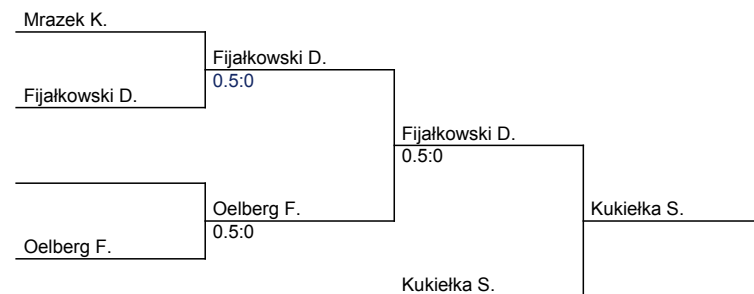 Mrazek K.
Fijałkowski D.
0.5:0
Fijałkowski D.
Fijałkowski D.
0.5:0
Oelberg F.
0.5:0
Kukiełka S.
Oelberg F.
Kukiełka S.